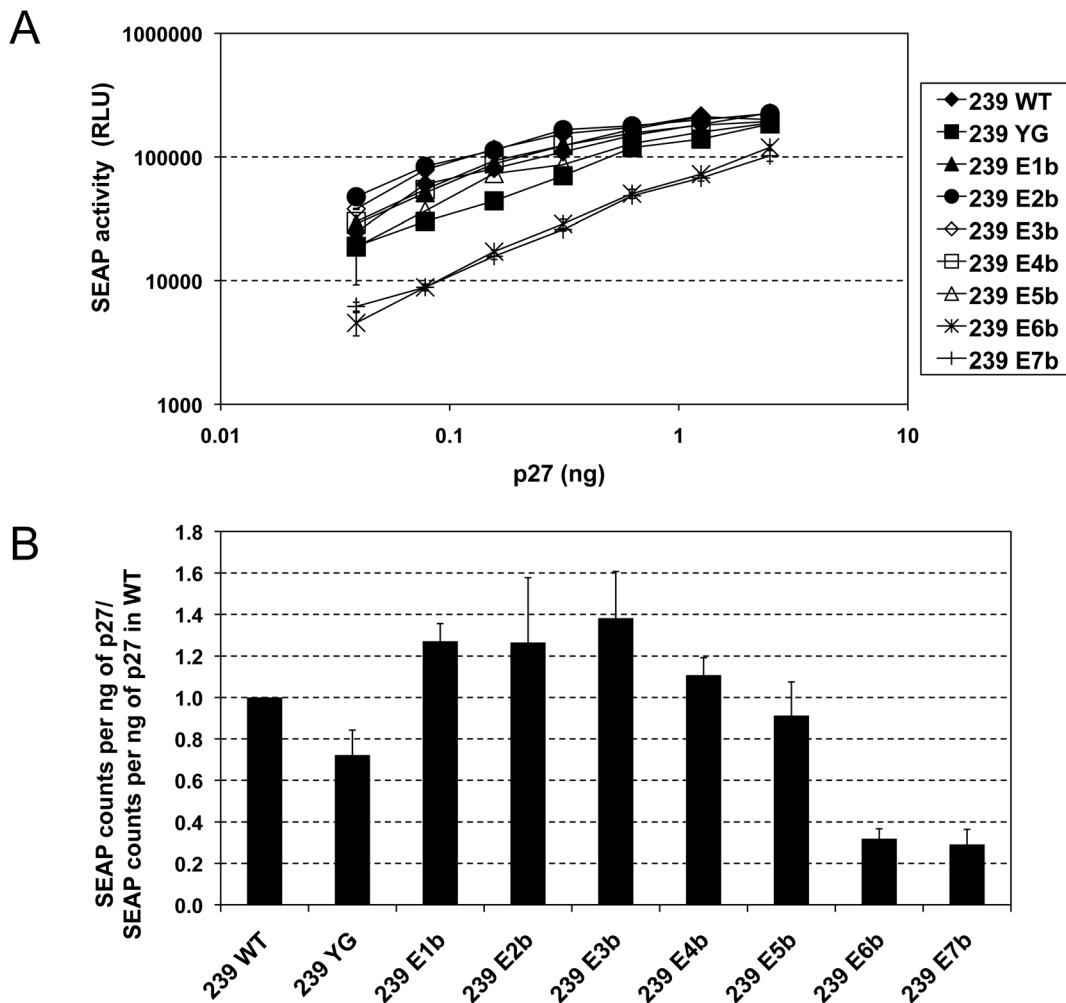 A
SEAP activity (RLU)
1000000
100000
10000
1000
0.01
0.1
1
10
p27 (ng)
239 WT
239 YG
239 E1b
239 E2b
239 E3b
239 E4b
239 E5b
239 E6b
239 E7b
B
SEAP counts per ng of p27/
SEAP counts per ng of p27 in WT
1.8
1.6
1.4
1.2
1.0
0.8
0.6
0.4
0.2
0.0
239 WT
239 YG
239 E1b
239 E2b
239 E3b
239 E4b
239 E5b
239 E6b
239 E7b